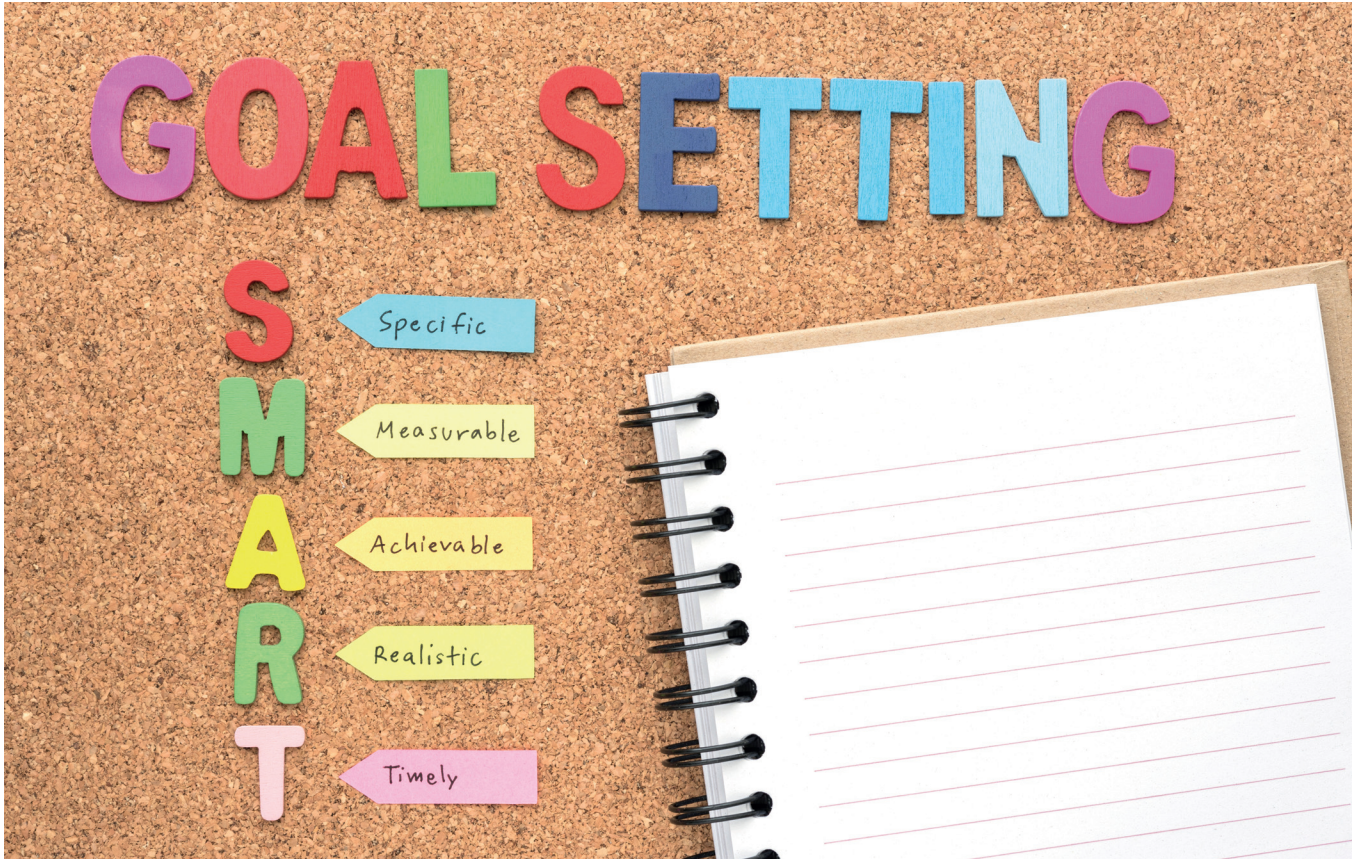 GOAL SETTING
S Specific
M Measurable
A Achievable
R Realistic
T Timely